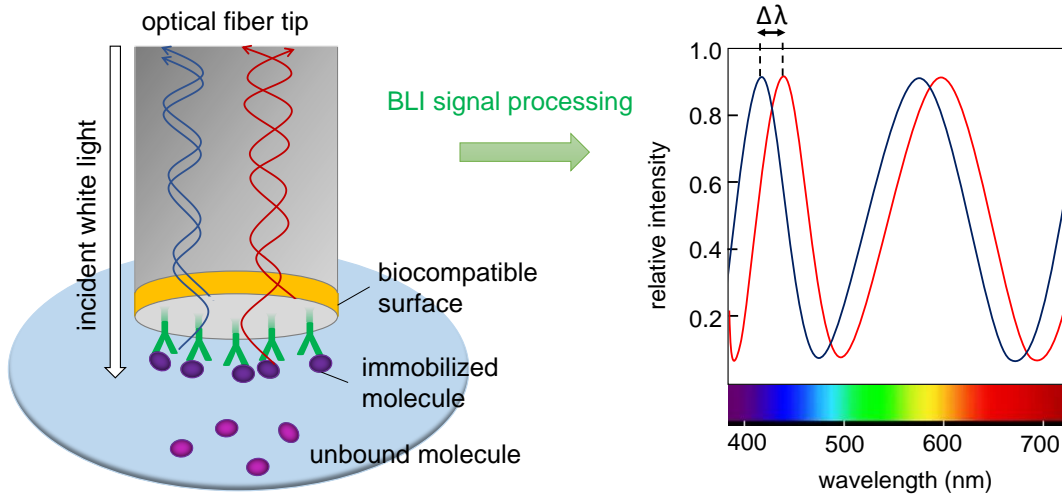 optical fiber tip
incident white light
biocompatible
surface
immobilized
molecule
unbound molecule
BLI signal processing
Δλ
1.0
0.8
0.6
0.4
0.2
relative intensity
400
500
600
700
wavelength (nm)